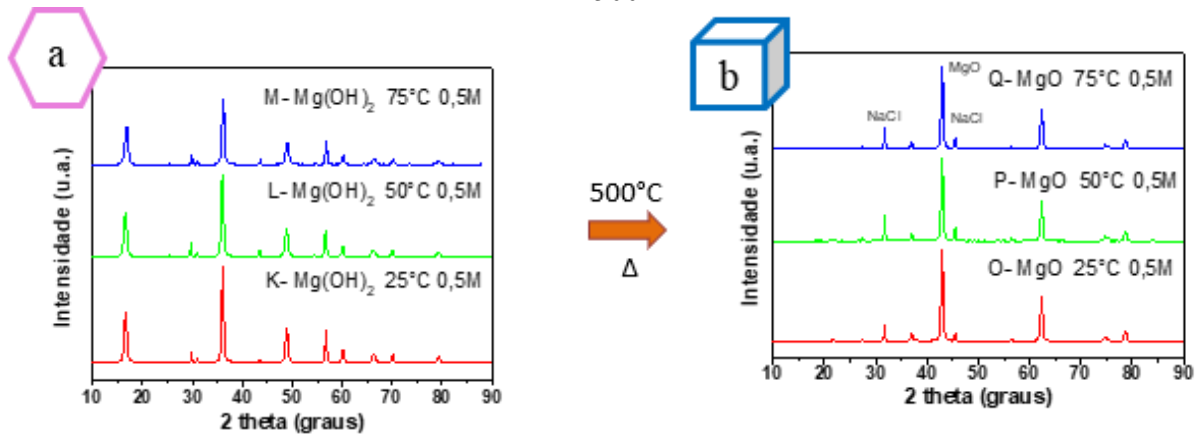 a
M- Mg(OH)₂ 75°C 0,5M
L- Mg(OH)₂ 50°C 0,5M
K- Mg(OH)₂ 25°C 0,5M
Intensidade (u.a.)
10 20 30 40 50 60 70 80 90
2 theta (graus)
500°C
Δ
b
MgO
Q- MgO 75°C 0,5M
NaCl
NaCl
P- MgO 50°C 0,5M
O- MgO 25°C 0,5M
Intensidade (u.a.)
10 20 30 40 50 60 70 80 90
2 theta (graus)